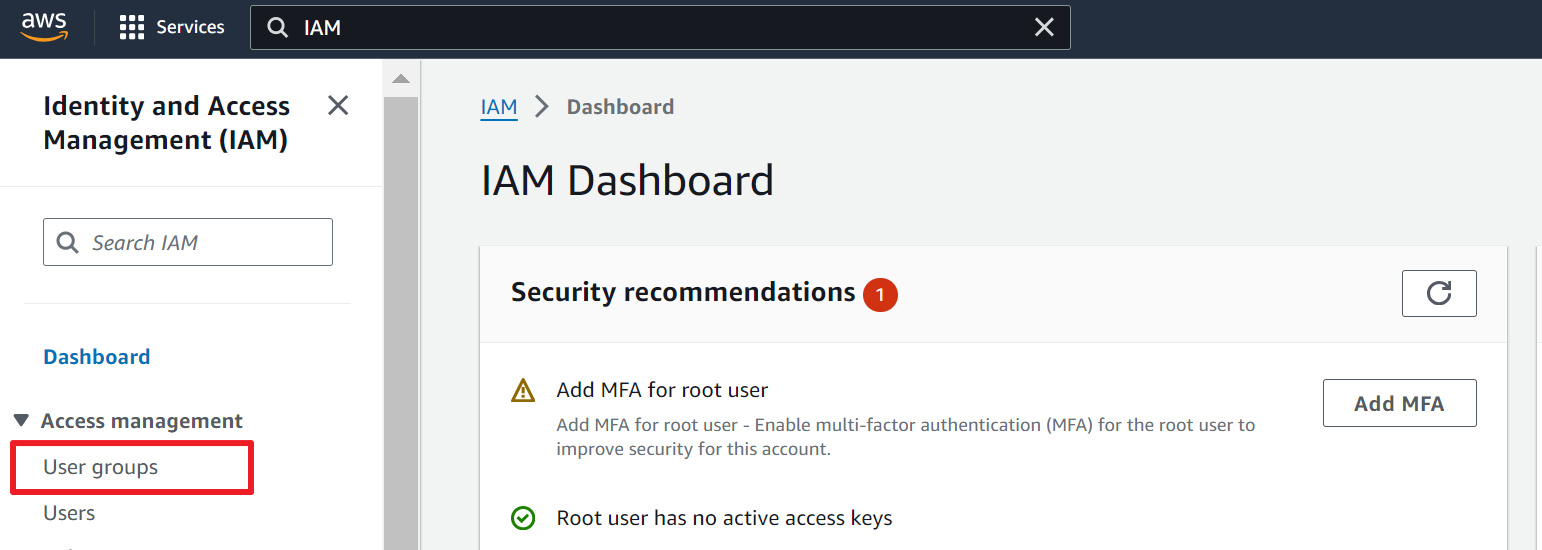 aws
Services
IAM
Identity and Access
Management (IAM)
Search IAM
Dashboard
Access management
User groups
Users
IAM
Dashboard
IAM Dashboard
Security recommendations
1
Add MFA for root user
Add MFA for root user - Enable multi-factor authentication (MFA) for the root user to
improve security for this account.
Add MFA
Root user has no active access keys